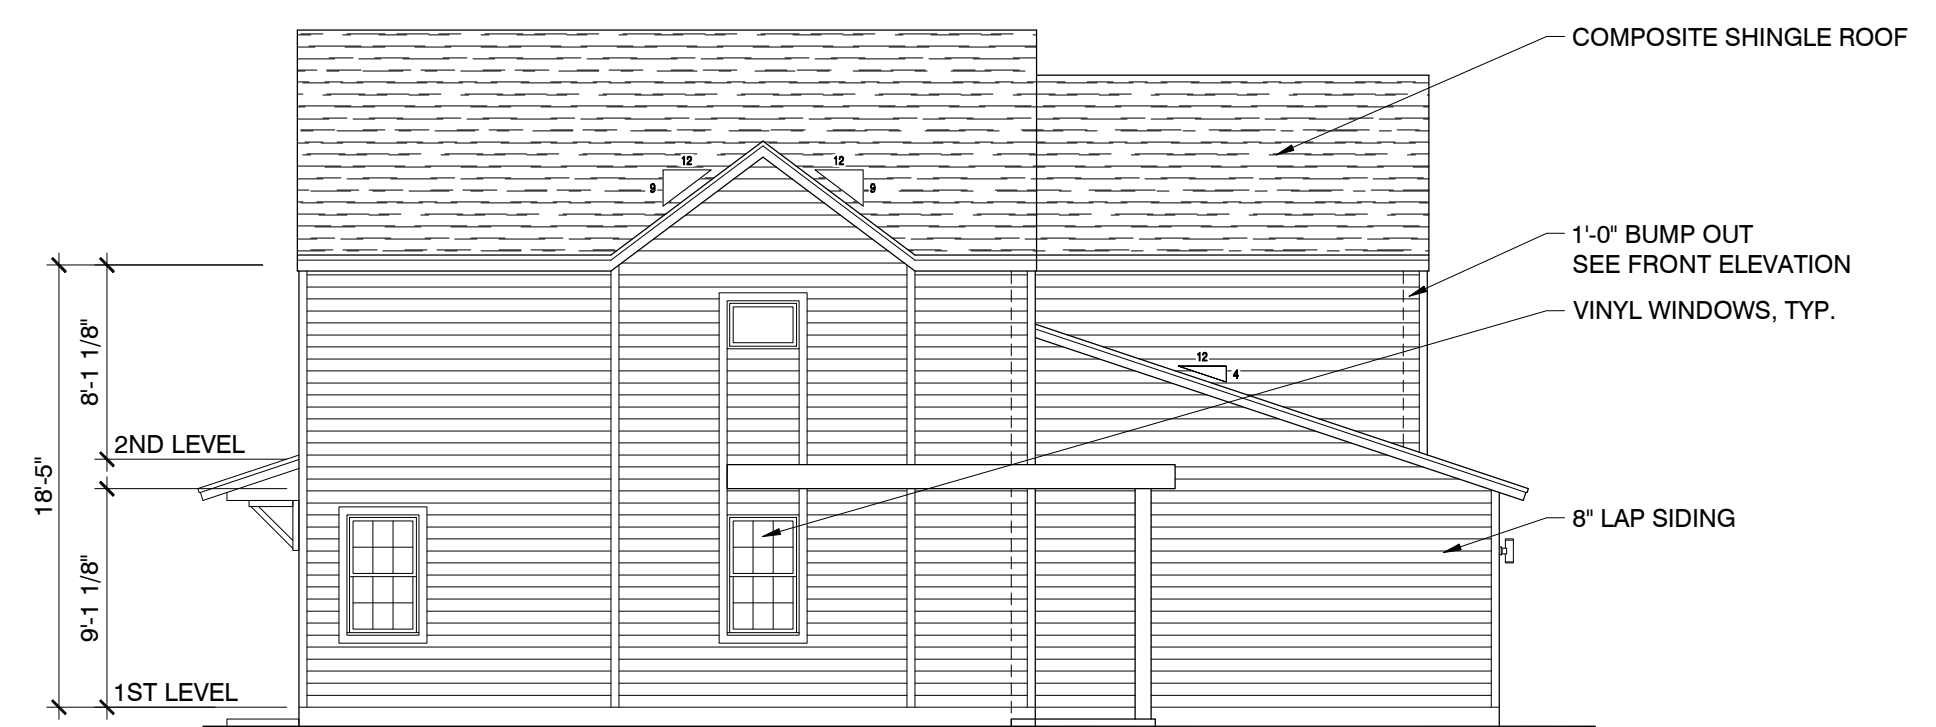 COMPOSITE SHINGLE ROOF
12
9
12
9
1'-0" BUMP OUT
SEE FRONT ELEVATION
VINYL WINDOWS, TYP.
8'-1 1/8"
12
4
2ND LEVEL
18'-5"
8" LAP SIDING
9'-1 1/8"
1ST LEVEL